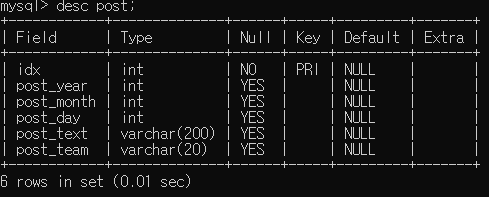 mysql> desc post;
+------------+--------------+------+-----+---------+-------+
| Field      | Type         | Null | Key | Default | Extra |
+------------+--------------+------+-----+---------+-------+
| idx        | int          | NO   | PRI | NULL    |       |
| post_year  | int          | YES  |     | NULL    |       |
| post_month | int          | YES  |     | NULL    |       |
| post_day   | int          | YES  |     | NULL    |       |
| post_text  | varchar(200) | YES  |     | NULL    |       |
| post_team  | varchar(20)  | YES  |     | NULL    |       |
+------------+--------------+------+-----+---------+-------+
6 rows in set (0.01 sec)